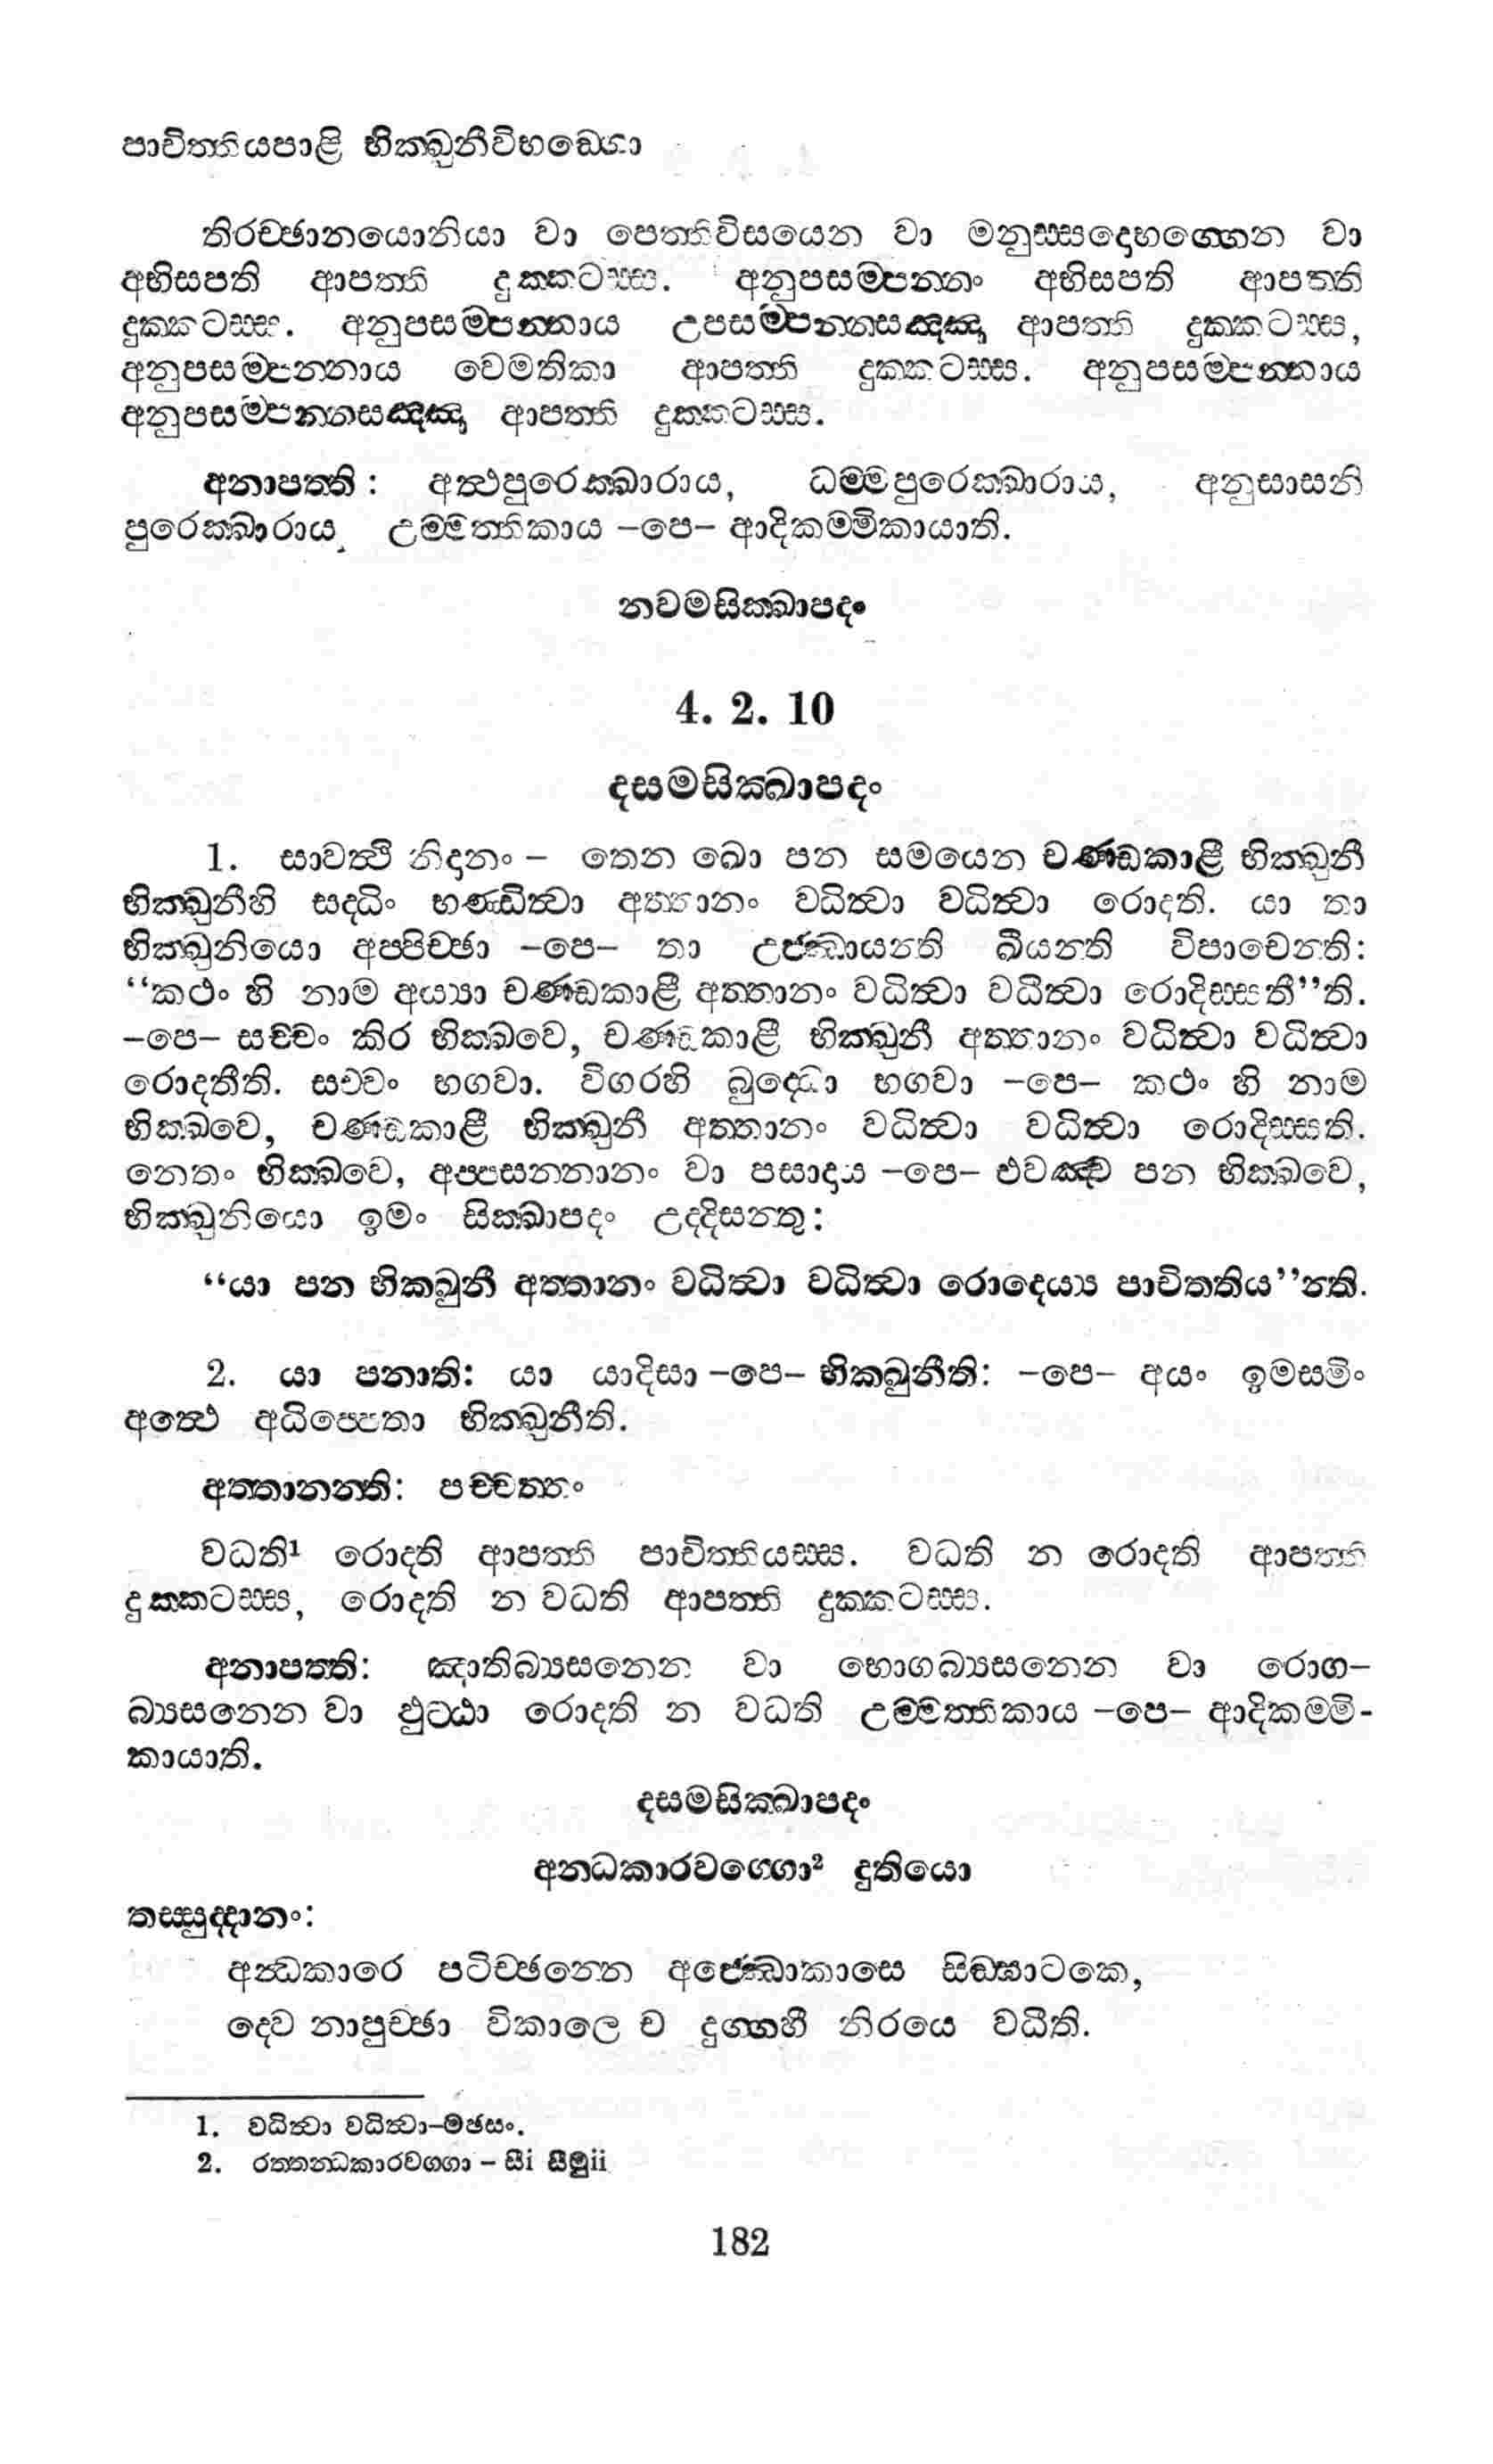 පාචිත්තියපාළි භික්ඛුනීවිභඞ්ගො
තිරච්ඡානයොනියා වා පෙත්තිවිසයෙන වා මනුස්සදොභග්ගෙන වා
අභිසපති ආපත්ති දුක්කටස්ස. අනුපසම්පන්නං අභිසපති ආපත්ති
දුක්කටස්ස. අනුපසම්පන්නාය උපසම්පන්නසඤ්ඤා ආපත්ති දුක්කටස්ස,
අනුපසම්පන්නාය වෙමතිකා ආපත්ති දුක්කටස්ස. අනුපසම්පන්නාය
අනුපසම්පන්නසඤ්ඤා ආපත්ති දුක්කටස්ස.
අනාපත්ති: අත්ථපුරෙක්ඛාරාය, ධම්මපුරෙක්ඛාරාය, අනුසාසනි
පුරෙක්ඛාරාය, උම්මත්තිකාය –පෙ– ආදිකම්මිකායාති.
නවමසික්ඛාපදං
4. 2. 10
දසමසික්ඛාපදං
1. සාවත්ථි නිදානං – තෙන ඛො පන සමයෙන චණ්ඩකාළී භික්ඛුනී
භික්ඛුනීහි සද්ධිං භණ්ඩිත්වා අත්තානං වධිත්වා වධිත්වා රොදති. යා තා
භික්ඛුනියො අප්පිච්ඡා –පෙ– තා උජ්ඣායන්ති ඛීයන්ති විපාචෙන්ති:
“කථං හි නාම අය්යා චණ්ඩකාළී අත්තානං වධිත්වා වධිත්වා රොදිස්සතී”ති.
–පෙ– සච්චං කිර භික්ඛවෙ, චණ්ඩකාළී භික්ඛුනී අත්තානං වධිත්වා වධිත්වා
රොදතීති. සච්චං භගවා. විගරහි බුද්ධො භගවා –පෙ– කථං හි නාම
භික්ඛවෙ, චණ්ඩකාළී භික්ඛුනී අත්තානං වධිත්වා වධිත්වා රොදිස්සති.
නෙතං භික්ඛවෙ, අප්පසන්නානං වා පසාදාය –පෙ– එවඤ්ච පන භික්ඛවෙ,
භික්ඛුනියො ඉමං සික්ඛාපදං උද්දිසන්තු:
“යා පන භික්ඛුනී අත්තානං වධිත්වා වධිත්වා රොදෙය්ය පාචිත්තිය”න්ති.
2. යා පනාති: යා යාදිසා –පෙ– භික්ඛුනීති: –පෙ– අයං ඉමස්මිං
අත්ථෙ අධිප්පෙතා භික්ඛුනීති.
අත්තානන්ති: පච්චත්තං
වධති¹ රොදති ආපත්ති පාචිත්තියස්ස. වධති න රොදති ආපත්ති
දුක්කටස්ස, රොදති න වධති ආපත්ති දුක්කටස්ස.
අනාපත්ති: ඤාතිබ්යසනෙන වා භොගබ්යසනෙන වා රොග–
බ්යසනෙන වා ඵුට්ඨා රොදති න වධති උම්මත්තිකාය –පෙ– ආදිකම්මි-
කායාති.
දසමසික්ඛාපදං
අන්ධකාරවග්ගො² දුතියො
තස්සුද්දානං:
අන්ධකාරෙ පටිච්ඡන්නෙ අජ්ඣොකාසෙ සිඞ්ඝාටකෙ,
ද්වෙ නාපුච්ඡා විකාලෙ ච දුග්ගහී නිරයෙ වධීති.
1. වධිත්වා වධිත්වා–මඡසං.
2. රත්තන්ධකාරවග්ගා – සීi සීමුii
182